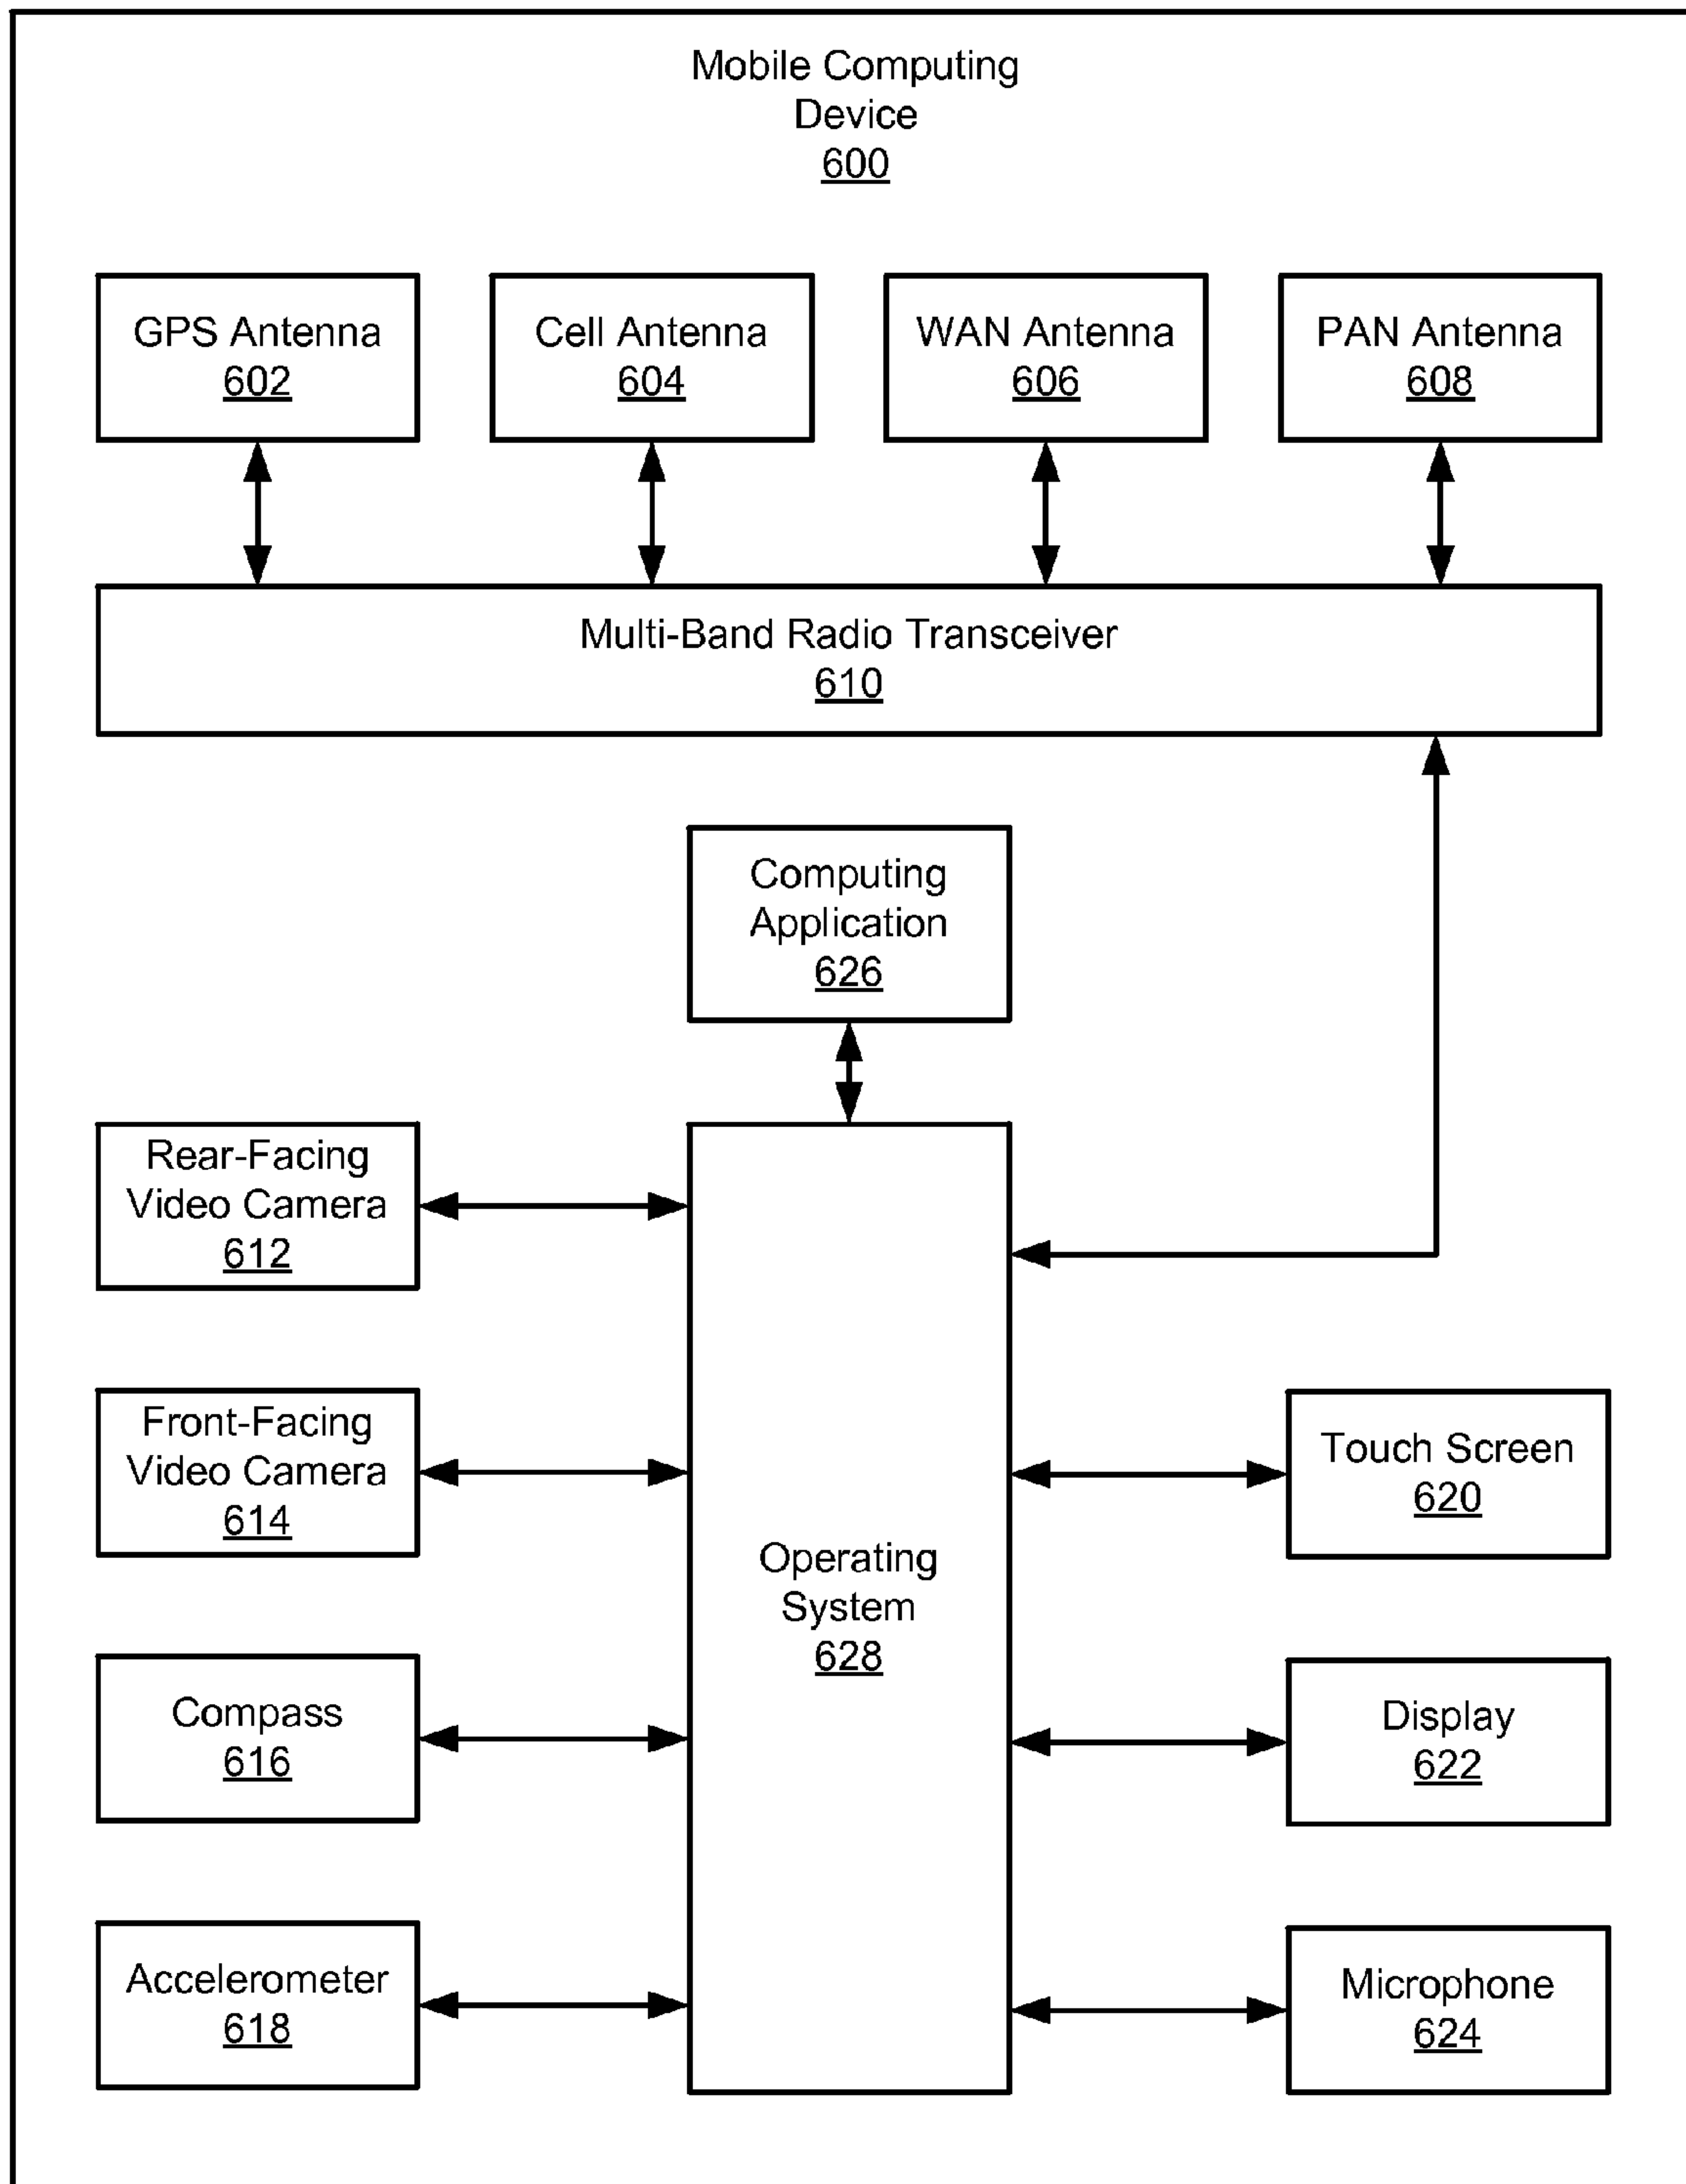 Mobile Computing
Device
600
GPS Antenna
602
Cell Antenna
604
WAN Antenna
606
PAN Antenna
608
Multi-Band Radio Transceiver
610
Computing
Application
626
Rear-Facing
Video Camera
612
Front-Facing
Video Camera
614
Compass
616
Accelerometer
618
Operating
System
628
Touch Screen
620
Display
622
Microphone
624